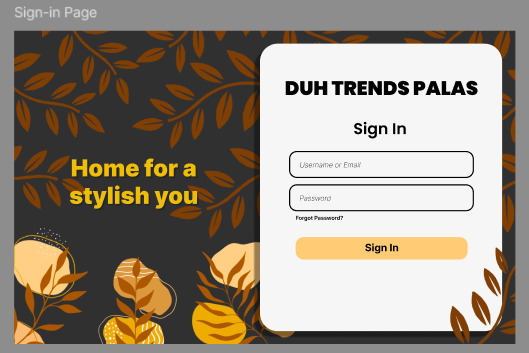 Sign-in Page
DUH TRENDS PALAS
Sign In
Home for a
stylish you
Username or Email
Password
Forgot Password?
Sign In